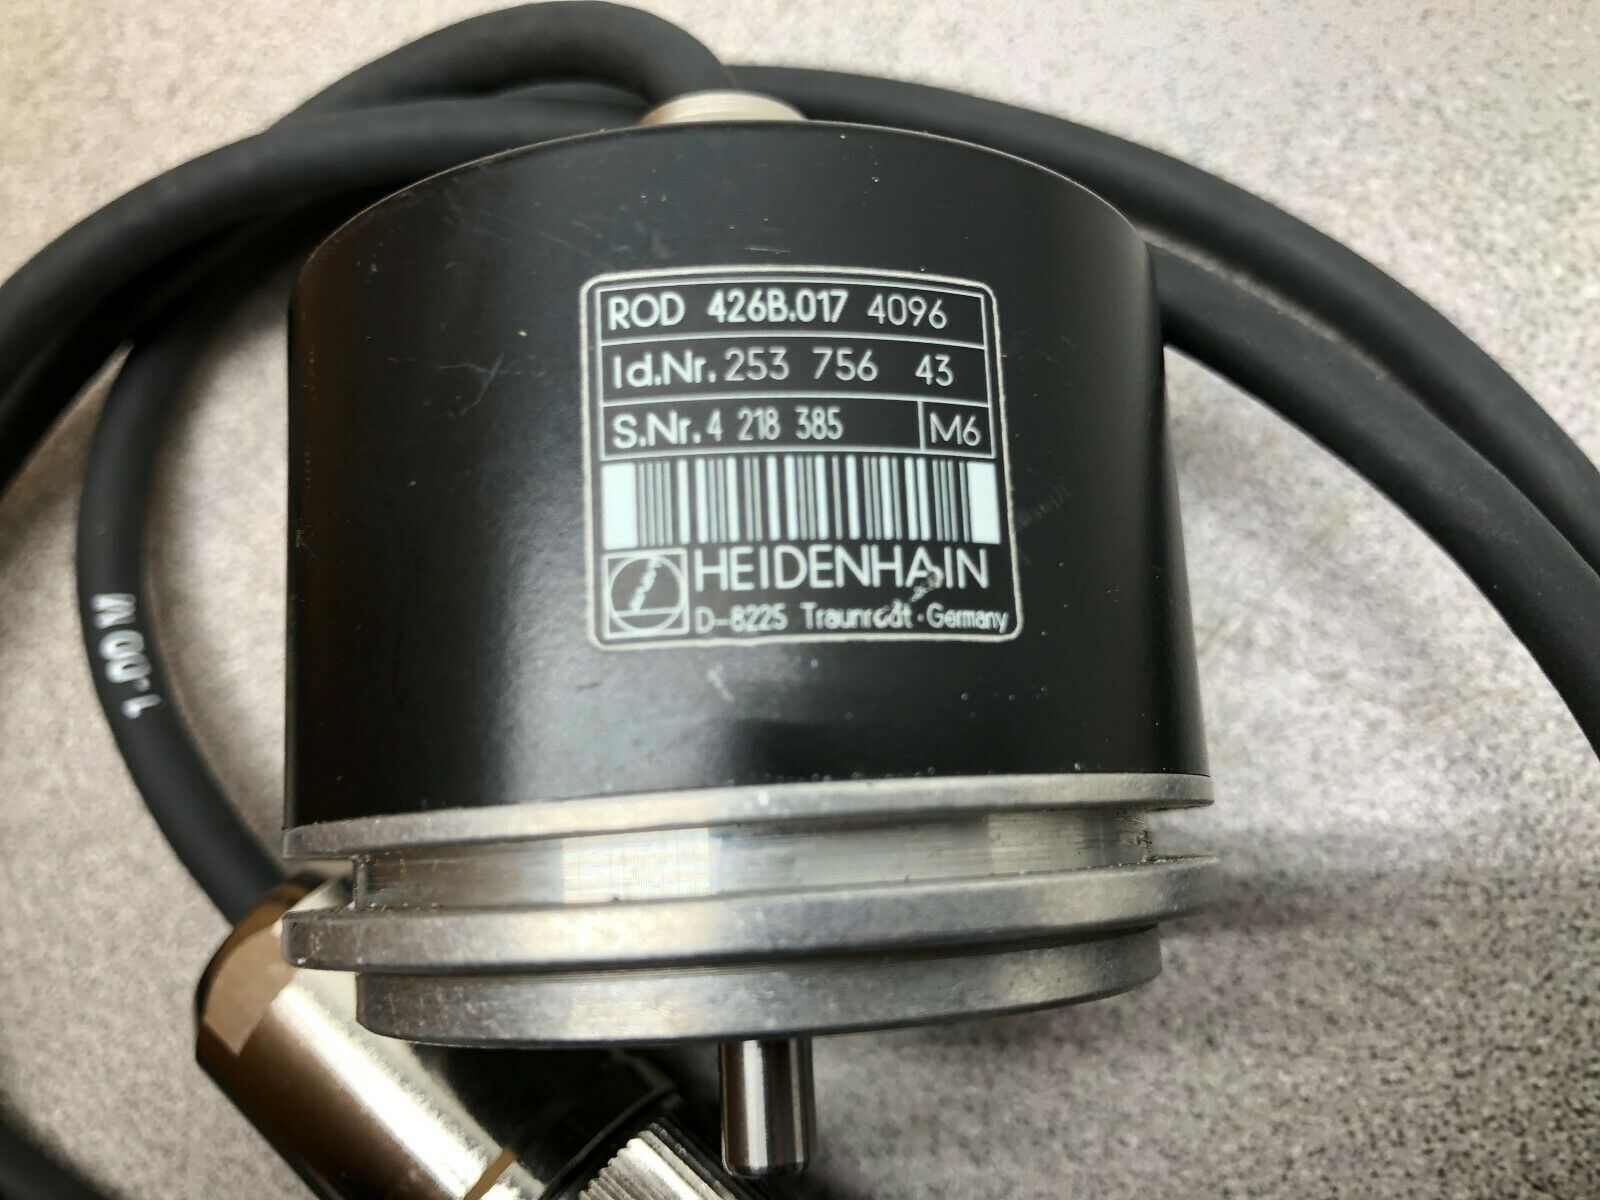 ROD 426B.017 4096
Id.Nr. 253 756 43
S.Nr. 4 218 385 M6
HEIDENHAIN
D-8225 Traunreut · Germany